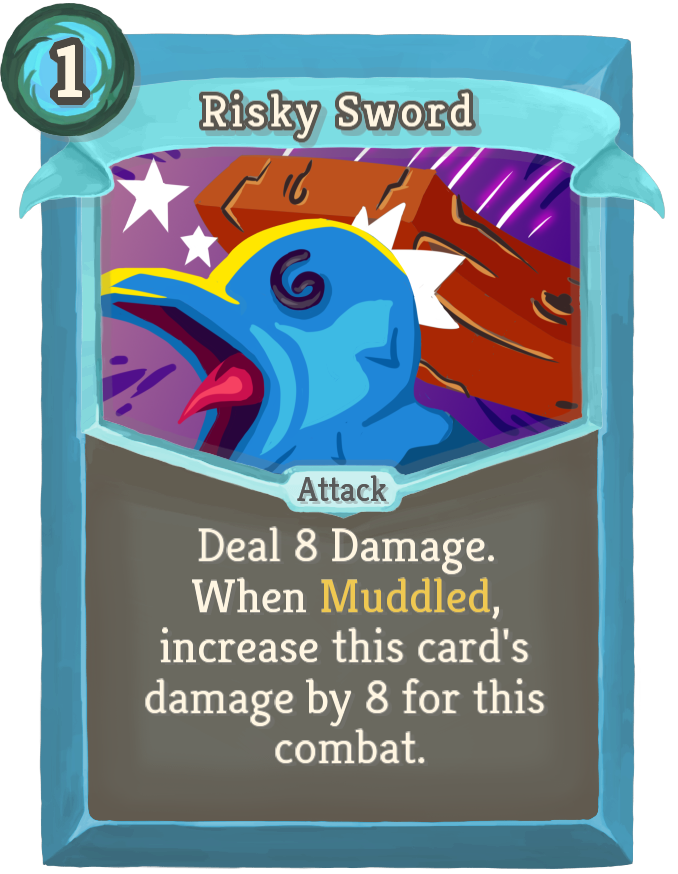 1
Risky Sword
Attack
Deal 8 Damage.
When Muddled,
increase this card's
damage by 8 for this
combat.